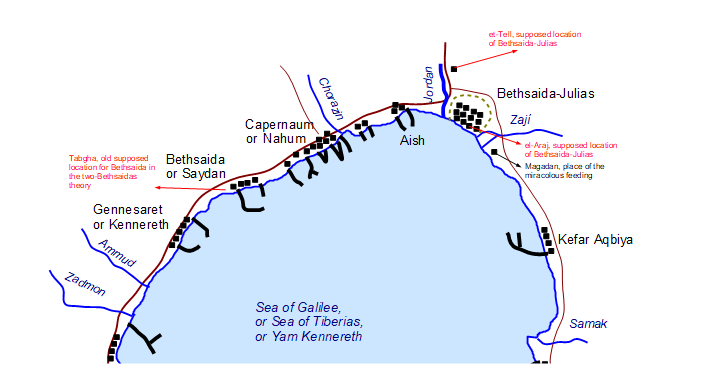 et-Tell, supposed location
of Bethsaida-Julias
Jordan
Chorazin
Bethsaida-Julias
Zají
Capernaum
or Nahum
Aish
el-Araj, supposed location
of Bethsaida-Julias
Tabgha, old supposed
location for Bethsaida in
the two-Bethsaidas
theory
Bethsaida
or Saydan
Magadan, place of the
miracolous feeding
Gennesaret
or Kennereth
Kefar Aqbiya
Ammud
Zadmon
Sea of Galilee,
or Sea of Tiberias,
or Yam Kennereth
Samak